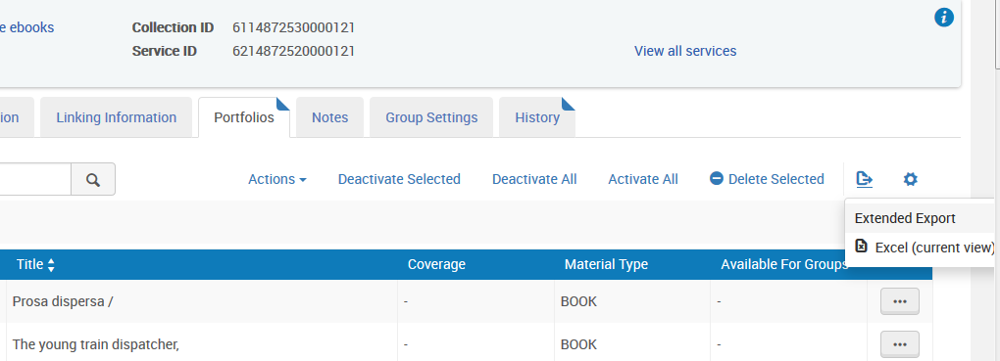 e ebooks
Collection ID 6114872530000121
Service ID 6214872520000121
View all services
ion Linking Information Portfolios Notes Group Settings History
Actions Deactivate Selected Deactivate All Activate All Delete Selected
Extended Export
Excel (current view)
Title Coverage Material Type Available For Groups
Prosa dispersa / - BOOK -
The young train dispatcher, - BOOK -